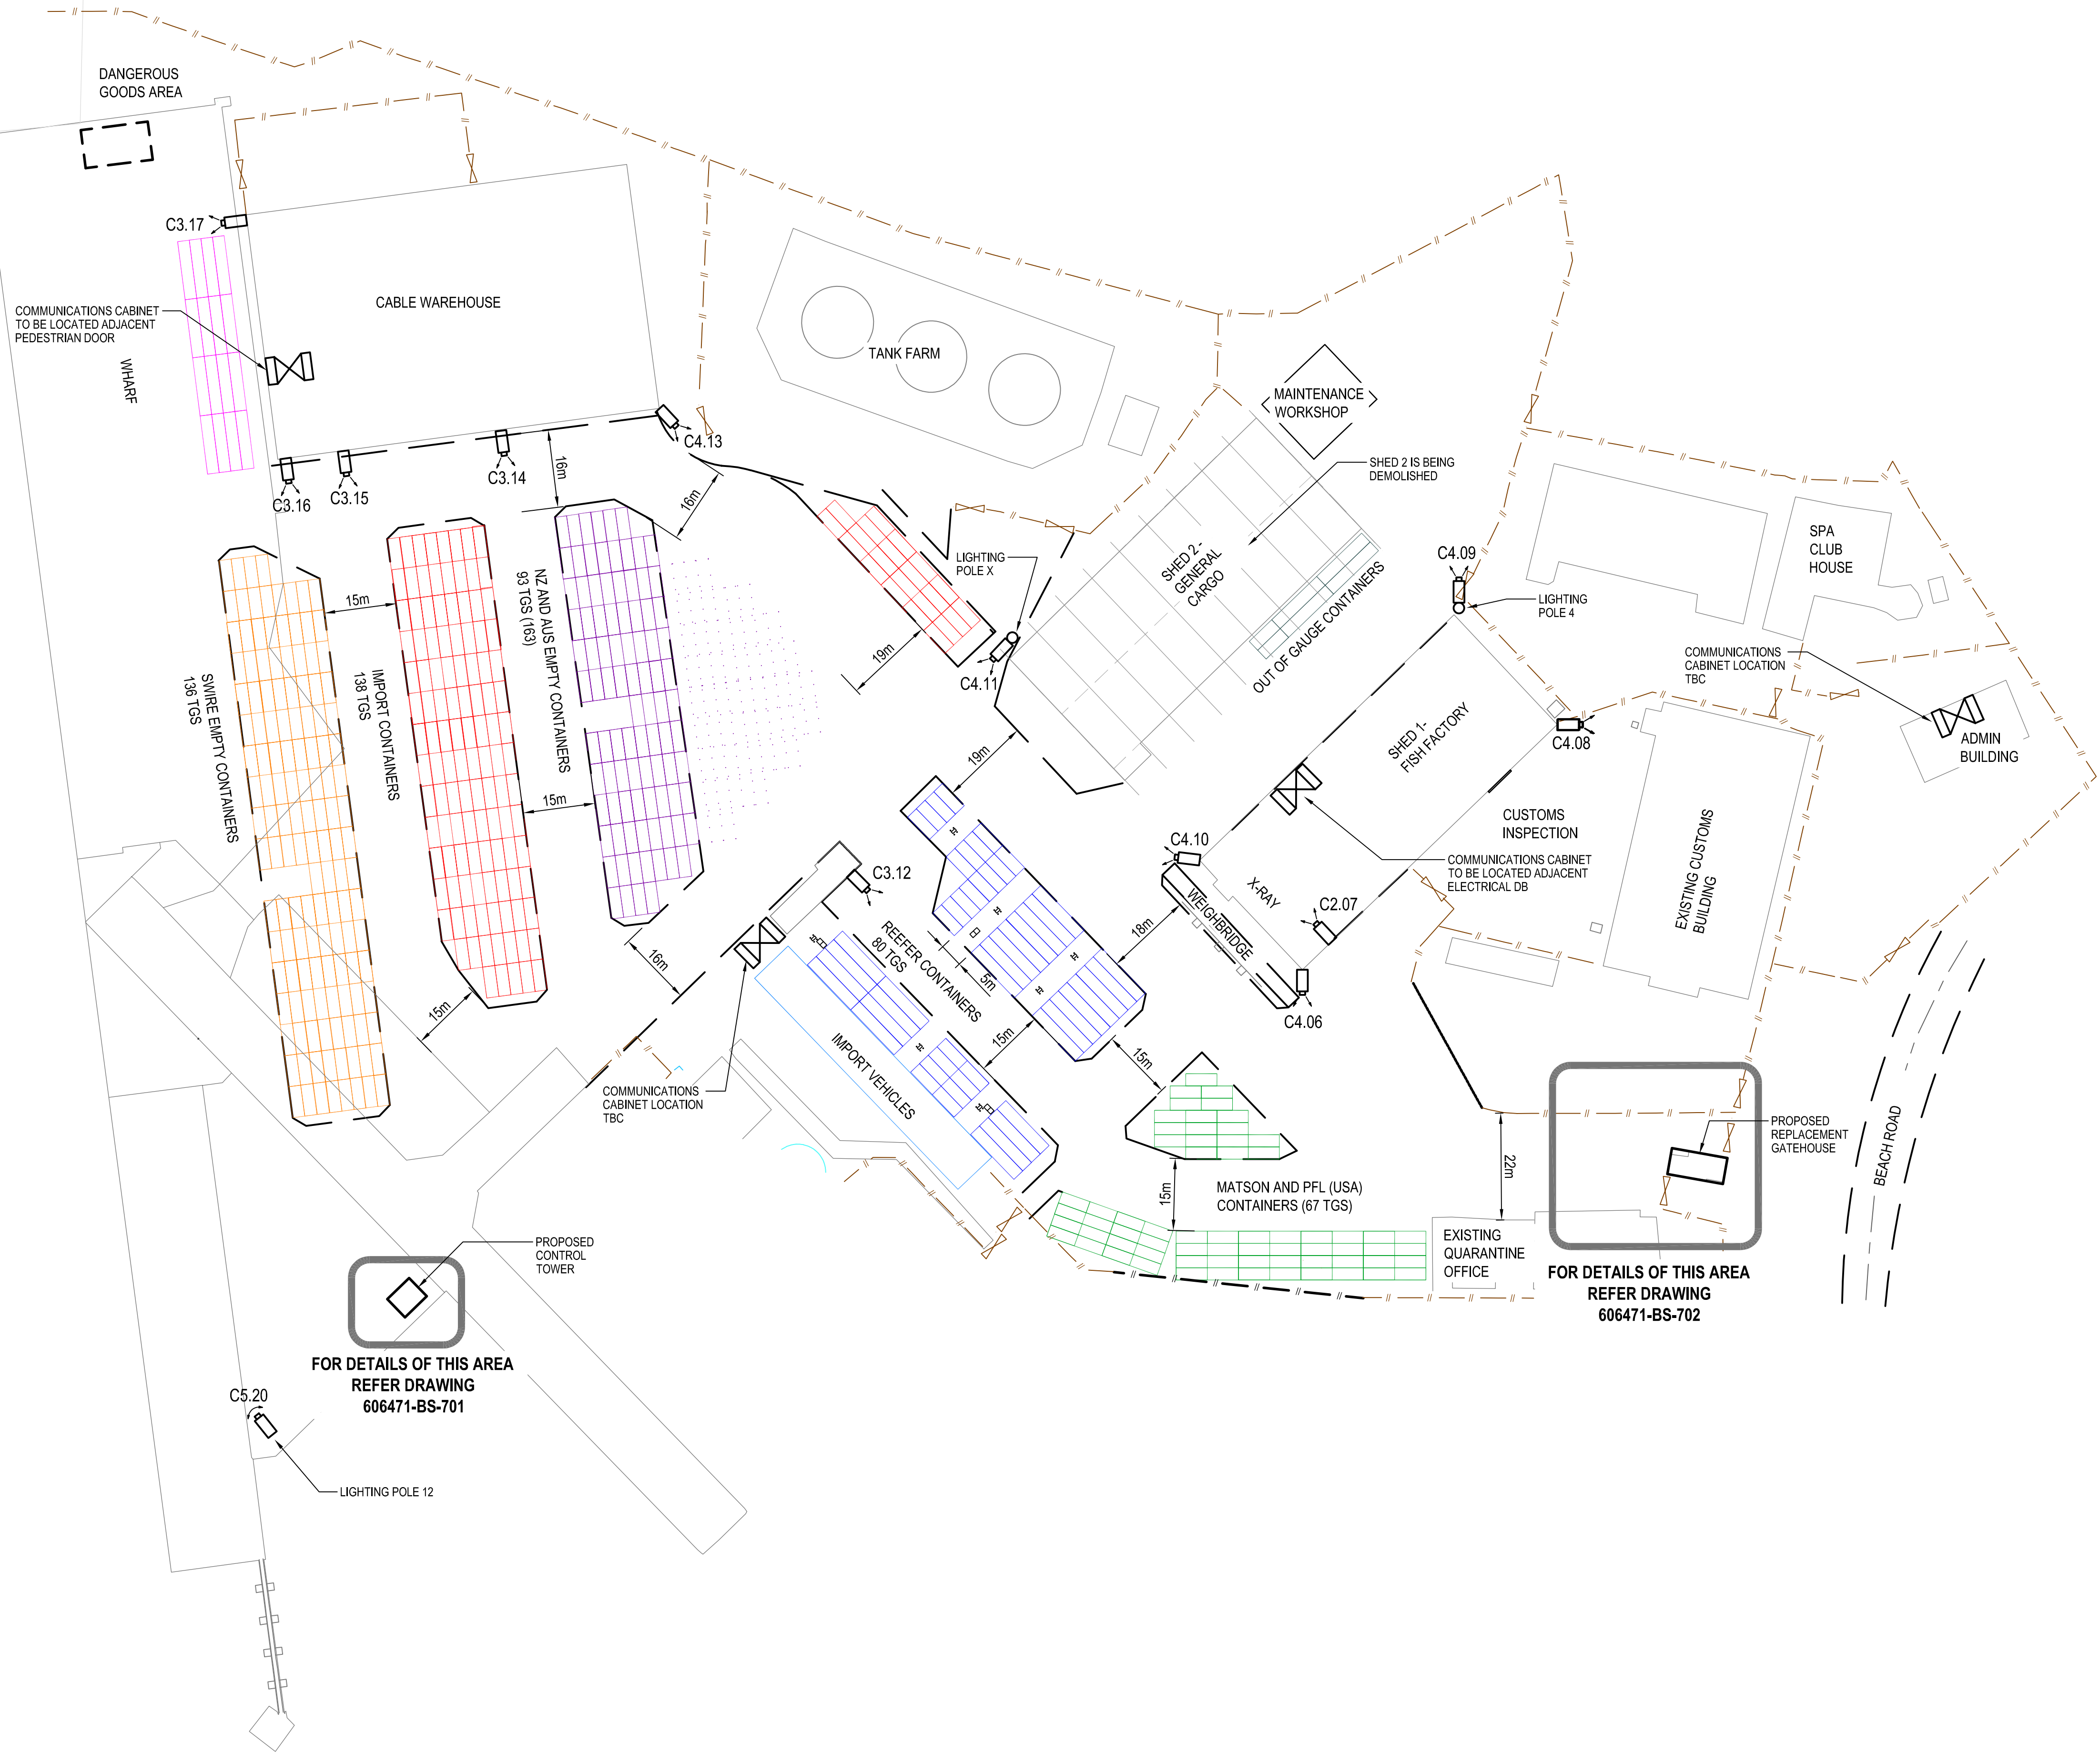 DANGEROUS
GOODS AREA
C3.17
COMMUNICATIONS CABINET
TO BE LOCATED ADJACENT
PEDESTRIAN DOOR
WHARF
CABLE WAREHOUSE
TANK FARM
MAINTENANCE
WORKSHOP
SHED 2 IS BEING
DEMOLISHED
C4.13
C3.14
C3.15
C3.16
16m
16m
LIGHTING
POLE X
SHED 2 -
GENERAL
CARGO
OUT OF GAUGE CONTAINERS
C4.09
LIGHTING
POLE 4
SPA
CLUB
HOUSE
COMMUNICATIONS
CABINET LOCATION
TBC
ADMIN
BUILDING
15m
NZ AND AUS EMPTY CONTAINERS
93 TGS (163)
19m
C4.11
SWIRE EMPTY CONTAINERS
136 TGS
IMPORT CONTAINERS
138 TGS
15m
19m
SHED 1-
FISH FACTORY
C4.08
CUSTOMS
INSPECTION
EXISTING CUSTOMS
BUILDING
COMMUNICATIONS CABINET
TO BE LOCATED ADJACENT
ELECTRICAL DB
C4.10
X-RAY
WEIGHBRIDGE
C2.07
C4.06
18m
C3.12
REEFER CONTAINERS
80 TGS
5m
16m
15m
15m
15m
IMPORT VEHICLES
COMMUNICATIONS
CABINET LOCATION
TBC
15m
MATSON AND PFL (USA)
CONTAINERS (67 TGS)
22m
EXISTING
QUARANTINE
OFFICE
PROPOSED
REPLACEMENT
GATEHOUSE
BEACH ROAD
FOR DETAILS OF THIS AREA
REFER DRAWING
606471-BS-702
PROPOSED
CONTROL
TOWER
FOR DETAILS OF THIS AREA
REFER DRAWING
606471-BS-701
C5.20
LIGHTING POLE 12